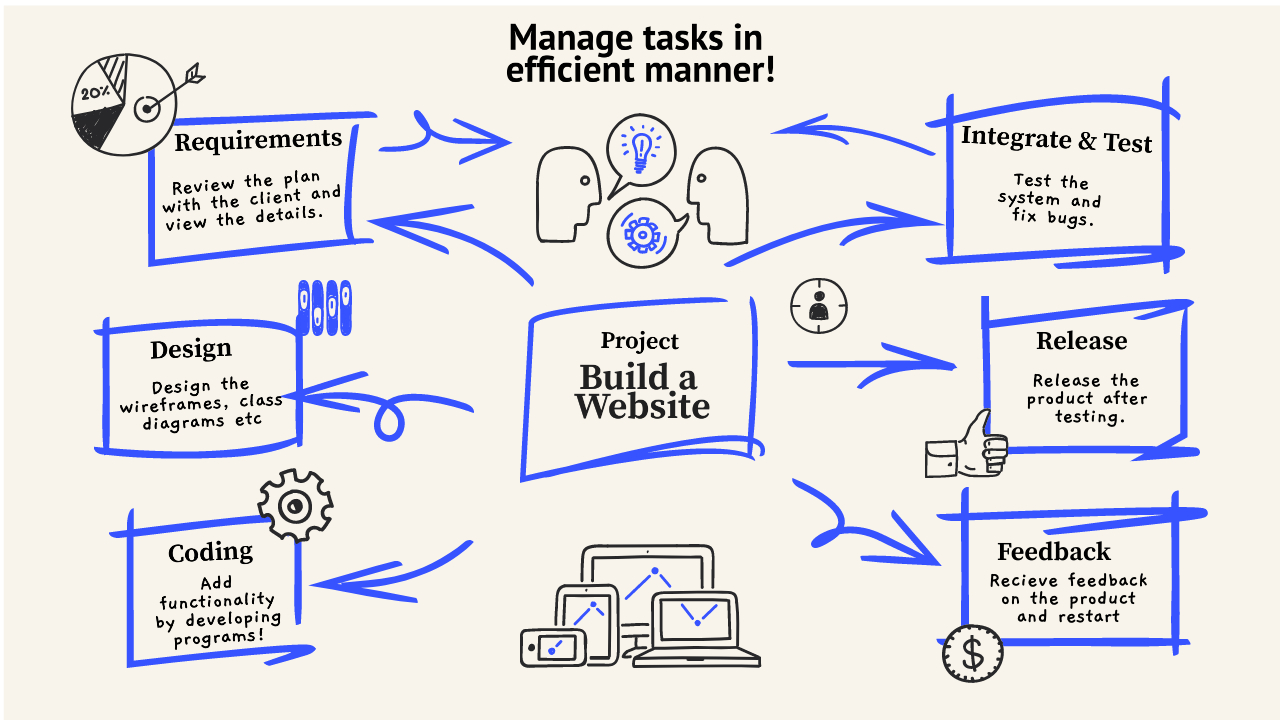 Manage tasks in
efficient manner!
20%
Requirements
Review the plan
with the client and
view the details.
Integrate & Test
Test the
system and
fix bugs.
Project
Build a
Website
Design
Design the
wireframes, class
diagrams etc
Release
Release the
product after
testing.
Coding
Add
functionality
by developing
programs!
Feedback
Recieve feedback
on the product
and restart
$